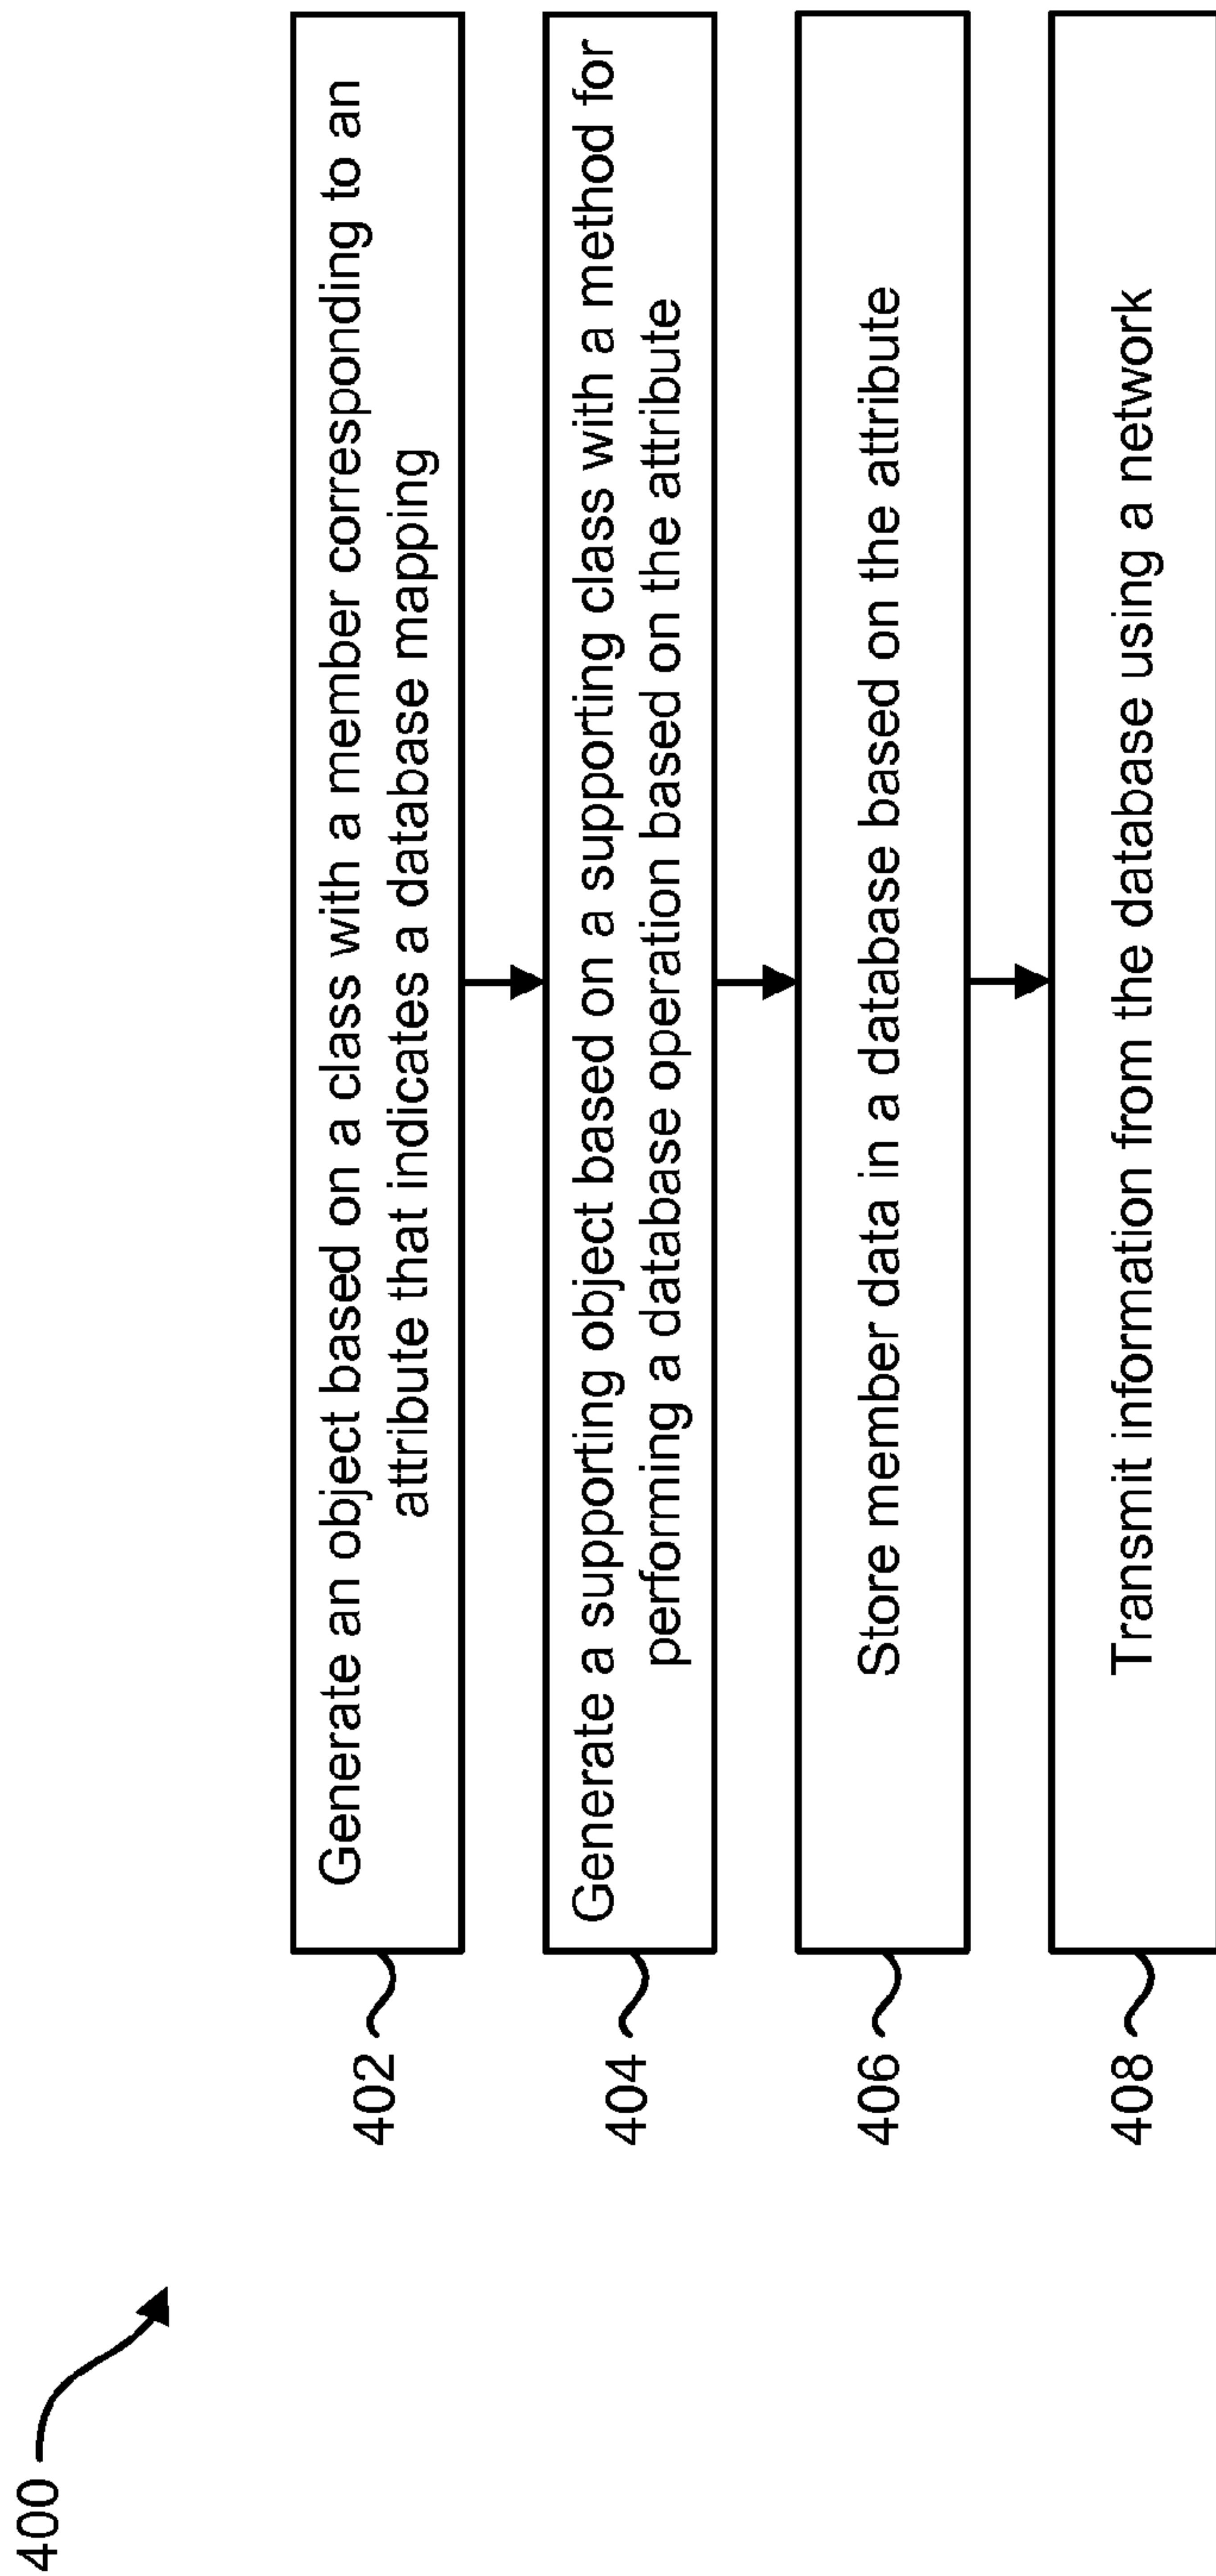 400
402
Generate an object based on a class with a member corresponding to an
attribute that indicates a database mapping
404
Generate a supporting object based on a supporting class with a method for
performing a database operation based on the attribute
406
Store member data in a database based on the attribute
408
Transmit information from the database using a network